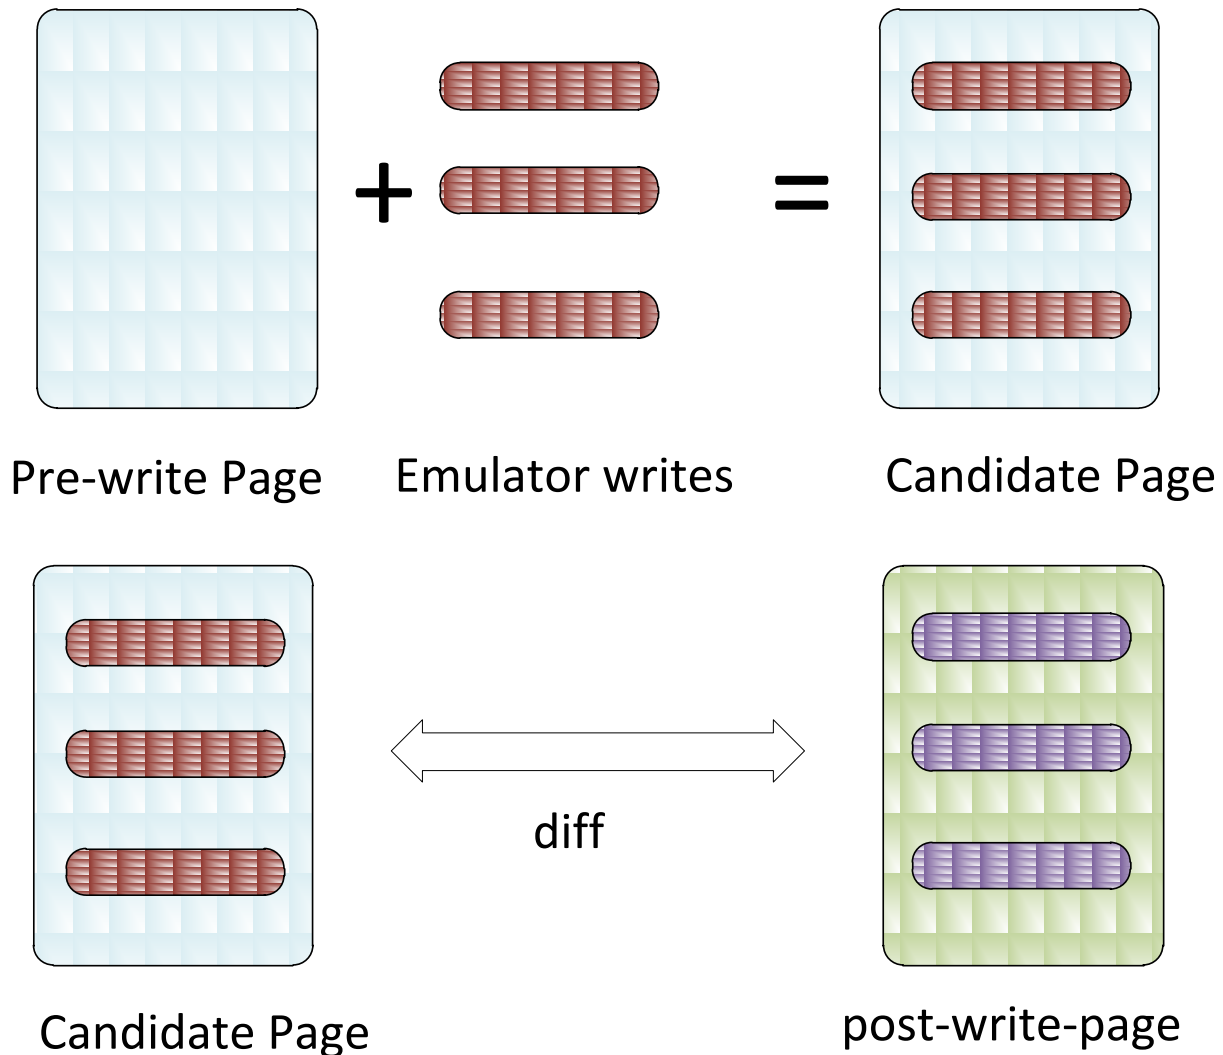 +
=
Pre-write Page
Emulator writes
Candidate Page
diff
Candidate Page
post-write-page